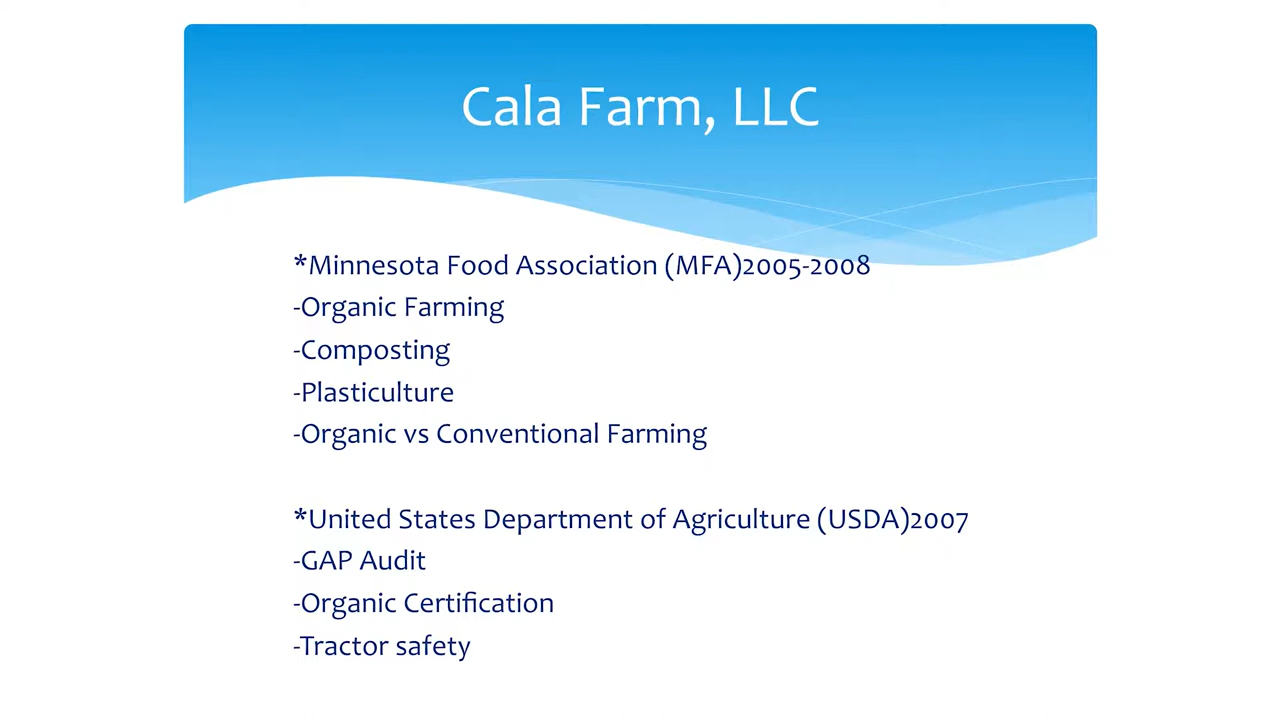 Cala Farm, LLC
*Minnesota Food Association (MFA)2005-2008
-Organic Farming
-Composting
-Plasticulture
-Organic vs Conventional Farming
*United States Department of Agriculture (USDA)2007
-GAP Audit
-Organic Certification
-Tractor safety